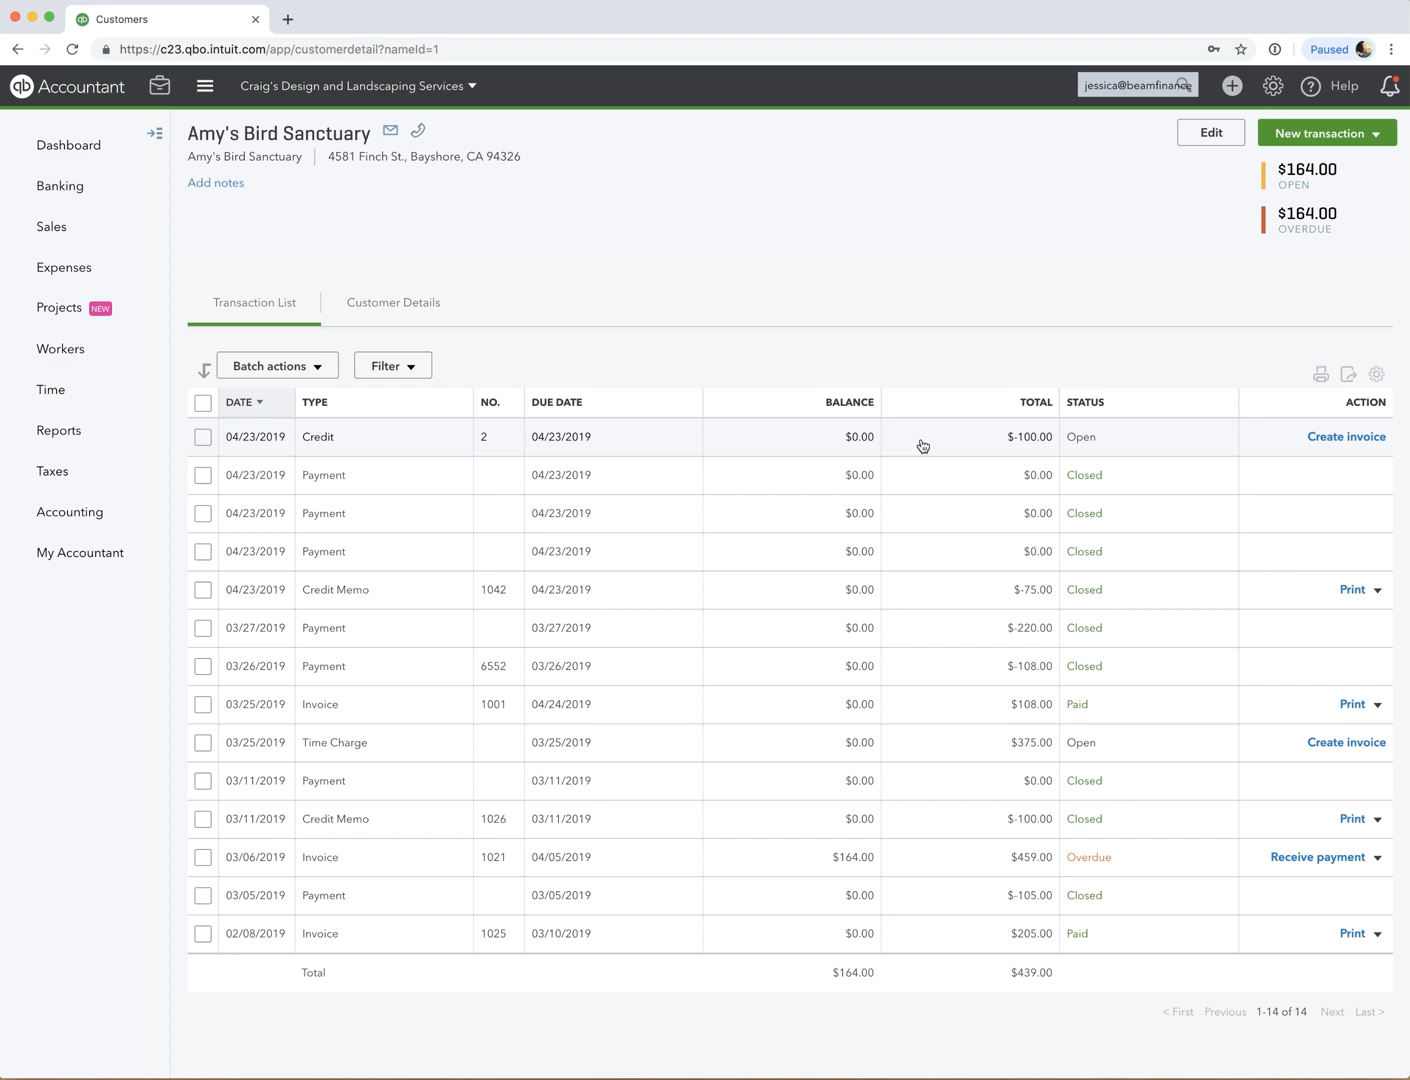 Customers
https://c23.qbo.intuit.com/app/customerdetail?nameId=1
Paused
qb Accountant
Craig's Design and Landscaping Services
jessica@beamfinance
Help
Dashboard
Banking
Sales
Expenses
Projects NEW
Workers
Time
Reports
Taxes
Accounting
My Accountant
Amy's Bird Sanctuary
Amy's Bird Sanctuary 4581 Finch St., Bayshore, CA 94326
Add notes
Edit
New transaction
$164.00
OPEN
$164.00
OVERDUE
Transaction List Customer Details
Batch actions Filter
DATE TYPE NO. DUE DATE BALANCE TOTAL STATUS ACTION
04/23/2019 Credit 2 04/23/2019 $0.00 $-100.00 Open Create invoice
04/23/2019 Payment 04/23/2019 $0.00 $0.00 Closed
04/23/2019 Payment 04/23/2019 $0.00 $0.00 Closed
04/23/2019 Payment 04/23/2019 $0.00 $0.00 Closed
04/23/2019 Credit Memo 1042 04/23/2019 $0.00 $-75.00 Closed Print
03/27/2019 Payment 03/27/2019 $0.00 $-220.00 Closed
03/26/2019 Payment 6552 03/26/2019 $0.00 $-108.00 Closed
03/25/2019 Invoice 1001 04/24/2019 $0.00 $108.00 Paid Print
03/25/2019 Time Charge 03/25/2019 $0.00 $375.00 Open Create invoice
03/11/2019 Payment 03/11/2019 $0.00 $0.00 Closed
03/11/2019 Credit Memo 1026 03/11/2019 $0.00 $-100.00 Closed Print
03/06/2019 Invoice 1021 04/05/2019 $164.00 $459.00 Overdue Receive payment
03/05/2019 Payment 03/05/2019 $0.00 $-105.00 Closed
02/08/2019 Invoice 1025 03/10/2019 $0.00 $205.00 Paid Print
Total $164.00 $439.00
< First Previous 1-14 of 14 Next Last >